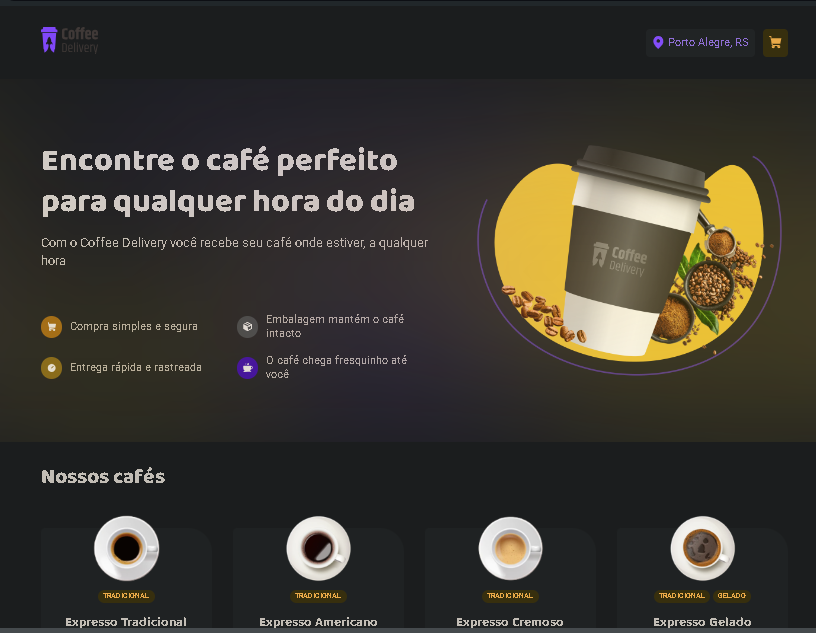 Coffee
Delivery
Porto Alegre, RS
Encontre o café perfeito
para qualquer hora do dia
Com o Coffee Delivery você recebe seu café onde estiver, a qualquer
hora
Coffee
Delivery
Compra simples e segura
Embalagem mantém o café
intacto
Entrega rápida e rastreada
O café chega fresquinho até
você
Nossos cafés
TRADICIONAL
TRADICIONAL
TRADICIONAL
TRADICIONAL GELADO
Expresso Tradicional
Expresso Americano
Expresso Cremoso
Expresso Gelado